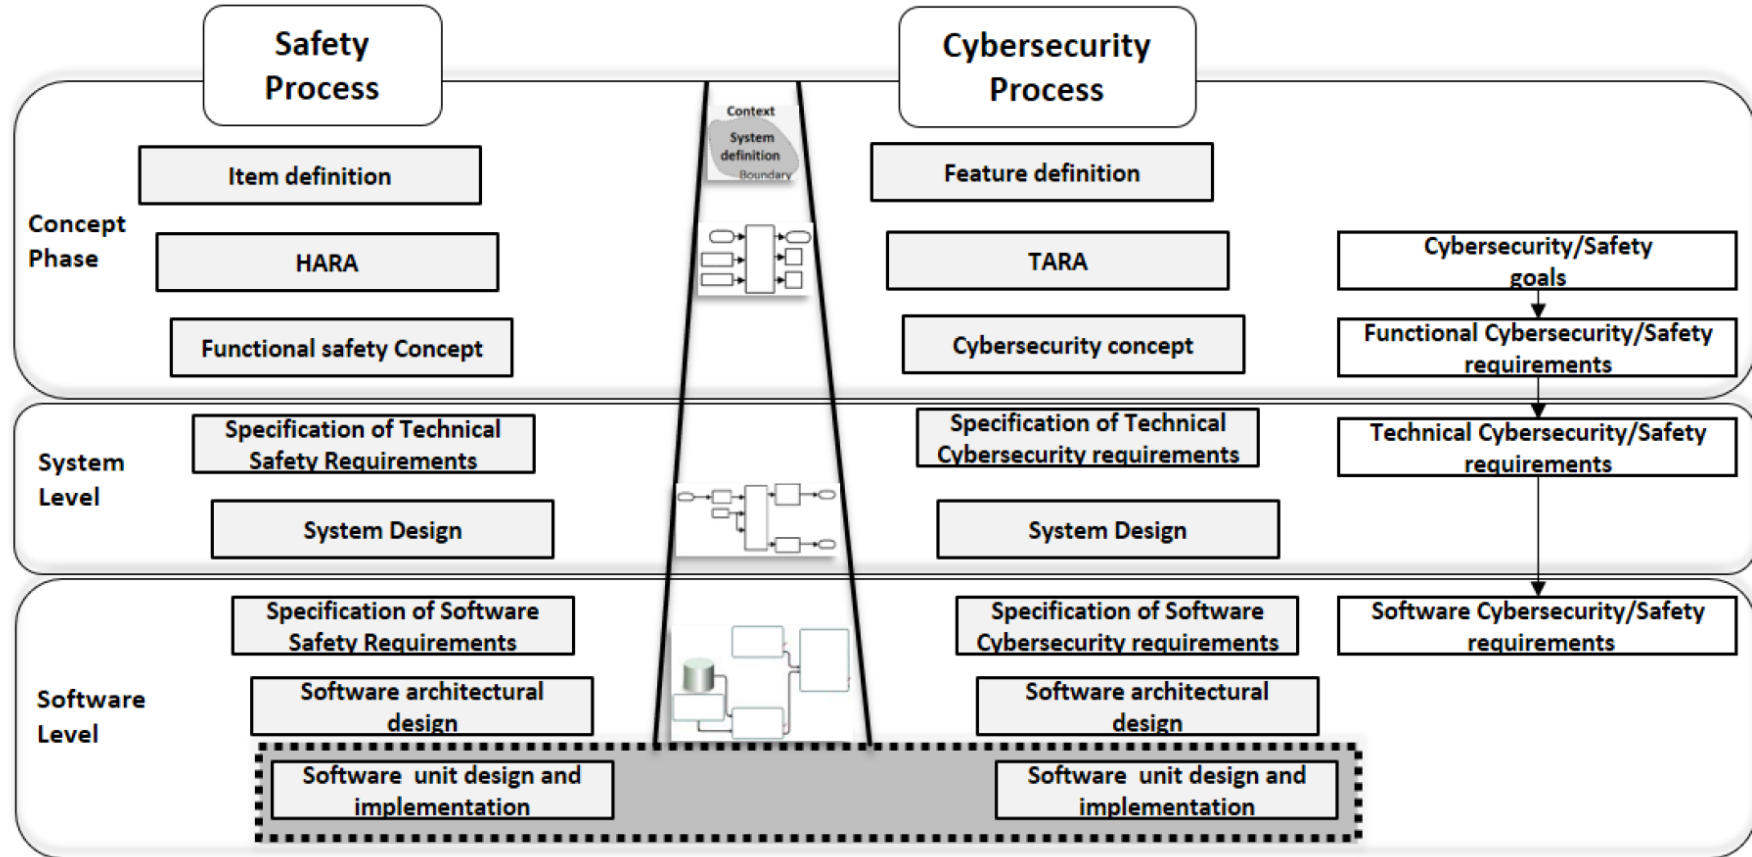 Safety
Process
Cybersecurity
Process
Context
System
definition
Boundary
Concept
Phase
Item definition
Feature definition
HARA
TARA
Cybersecurity/Safety
goals
Functional safety Concept
Cybersecurity concept
Functional Cybersecurity/Safety
requirements
System
Level
Specification of Technical
Safety Requirements
Specification of Technical
Cybersecurity requirements
Technical Cybersecurity/Safety
requirements
System Design
System Design
Software
Level
Specification of Software
Safety Requirements
Specification of Software
Cybersecurity requirements
Software Cybersecurity/Safety
requirements
Software architectural
design
Software architectural
design
Software unit design and
implementation
Software unit design and
implementation